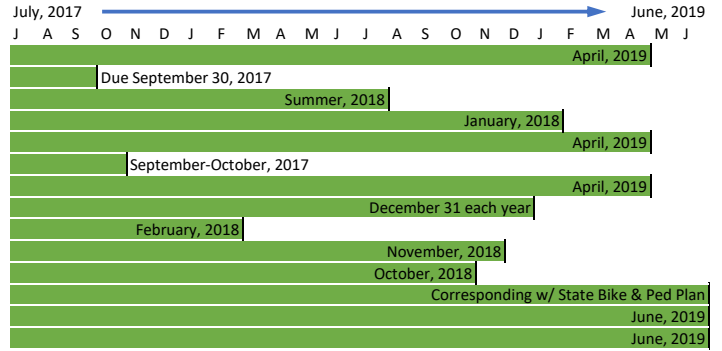 July, 2017 June, 2019
J A S O N D J F M A M J J A S O N D J F M A M J
April, 2019
Due September 30, 2017
Summer, 2018
January, 2018
April, 2019
September-October, 2017
April, 2019
December 31 each year
February, 2018
November, 2018
October, 2018
Corresponding w/ State Bike & Ped Plan
June, 2019
June, 2019